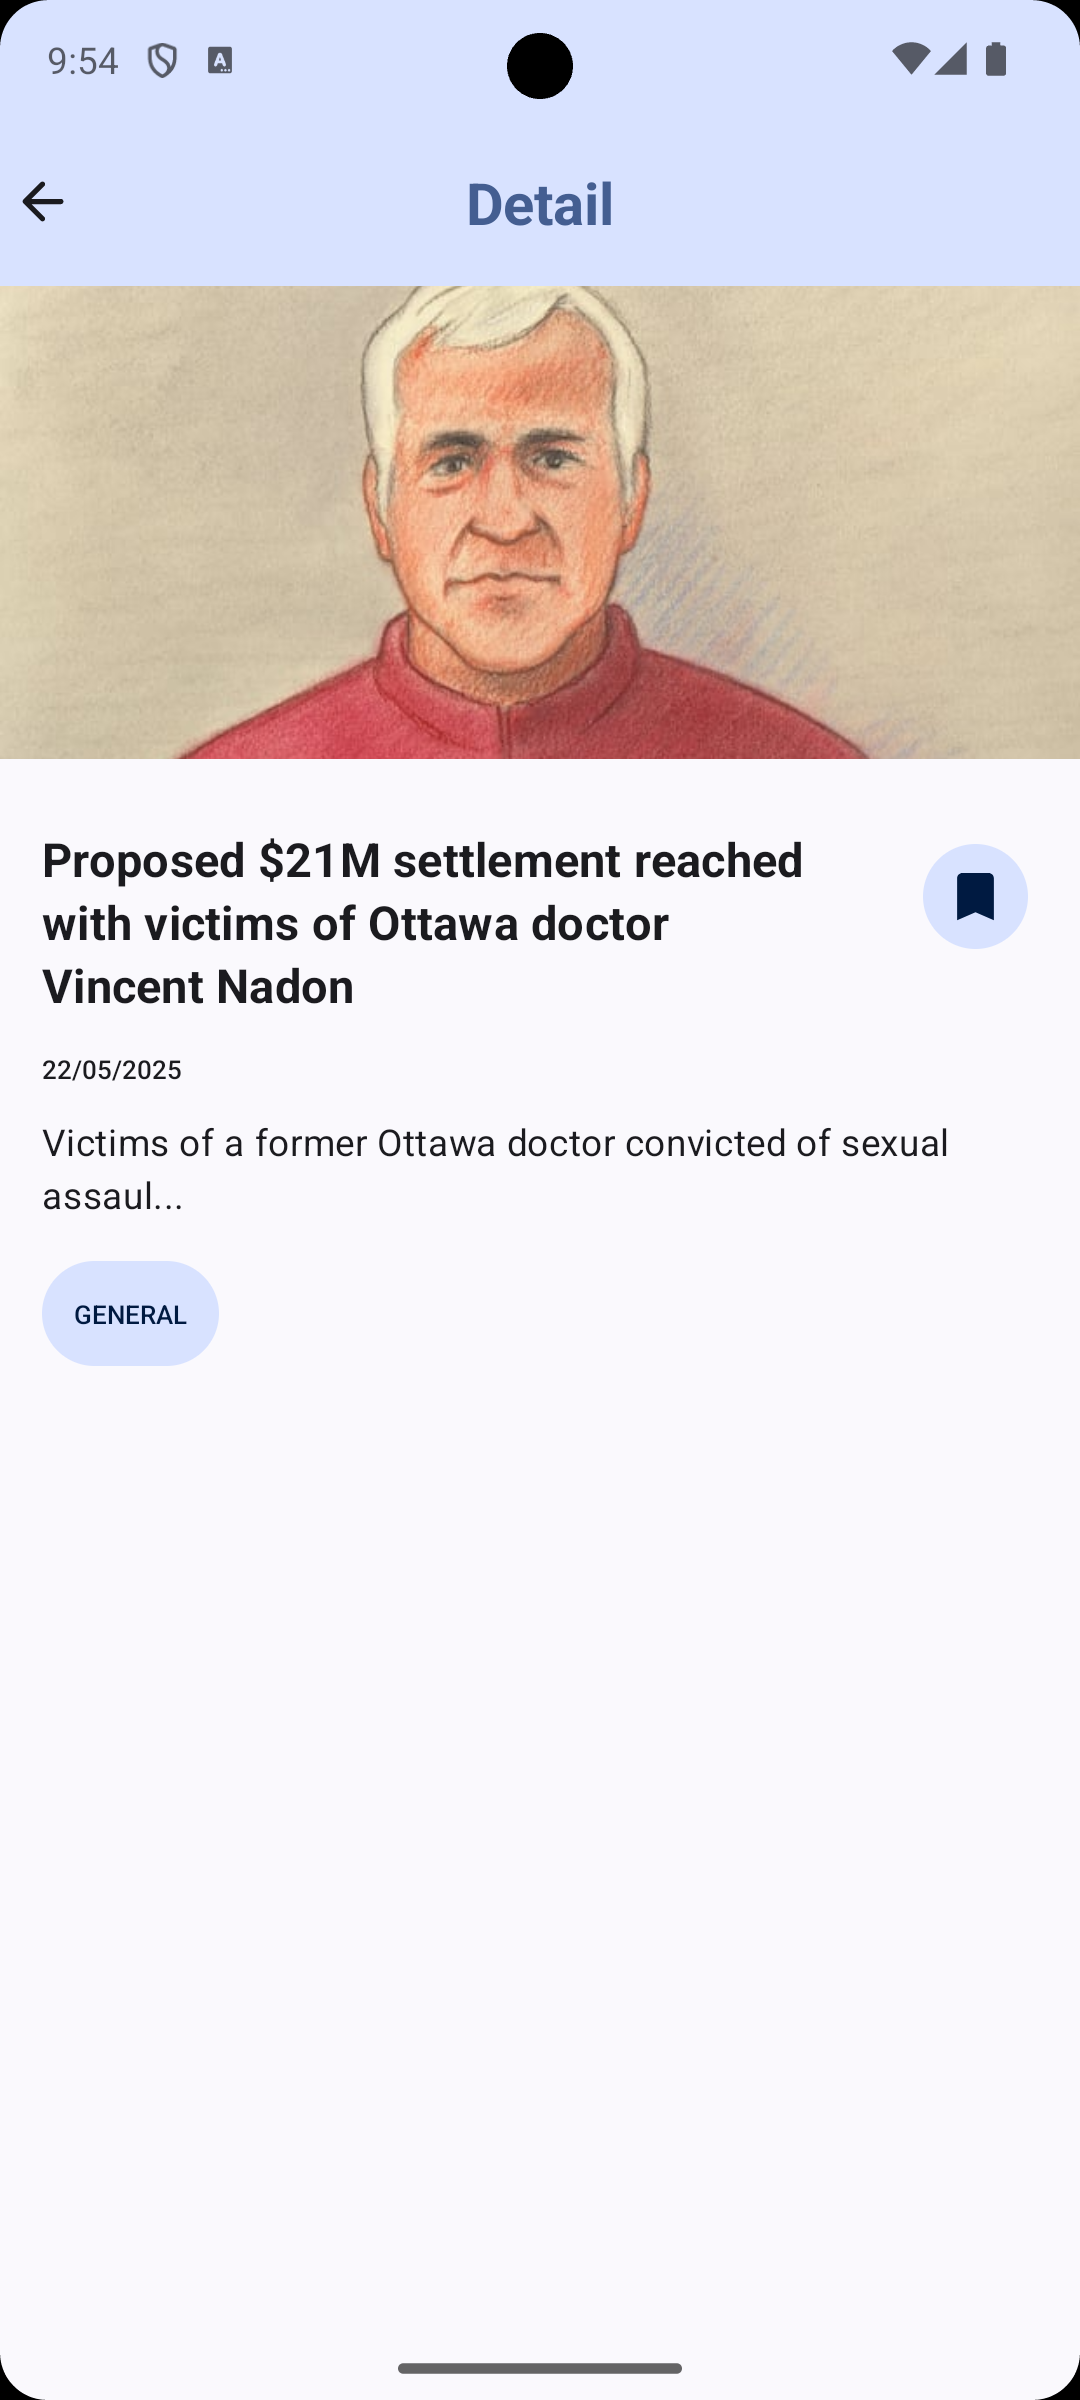 9:54
Detail
Proposed $21M settlement reached
with victims of Ottawa doctor
Vincent Nadon
22/05/2025
Victims of a former Ottawa doctor convicted of sexual
assaul...
GENERAL